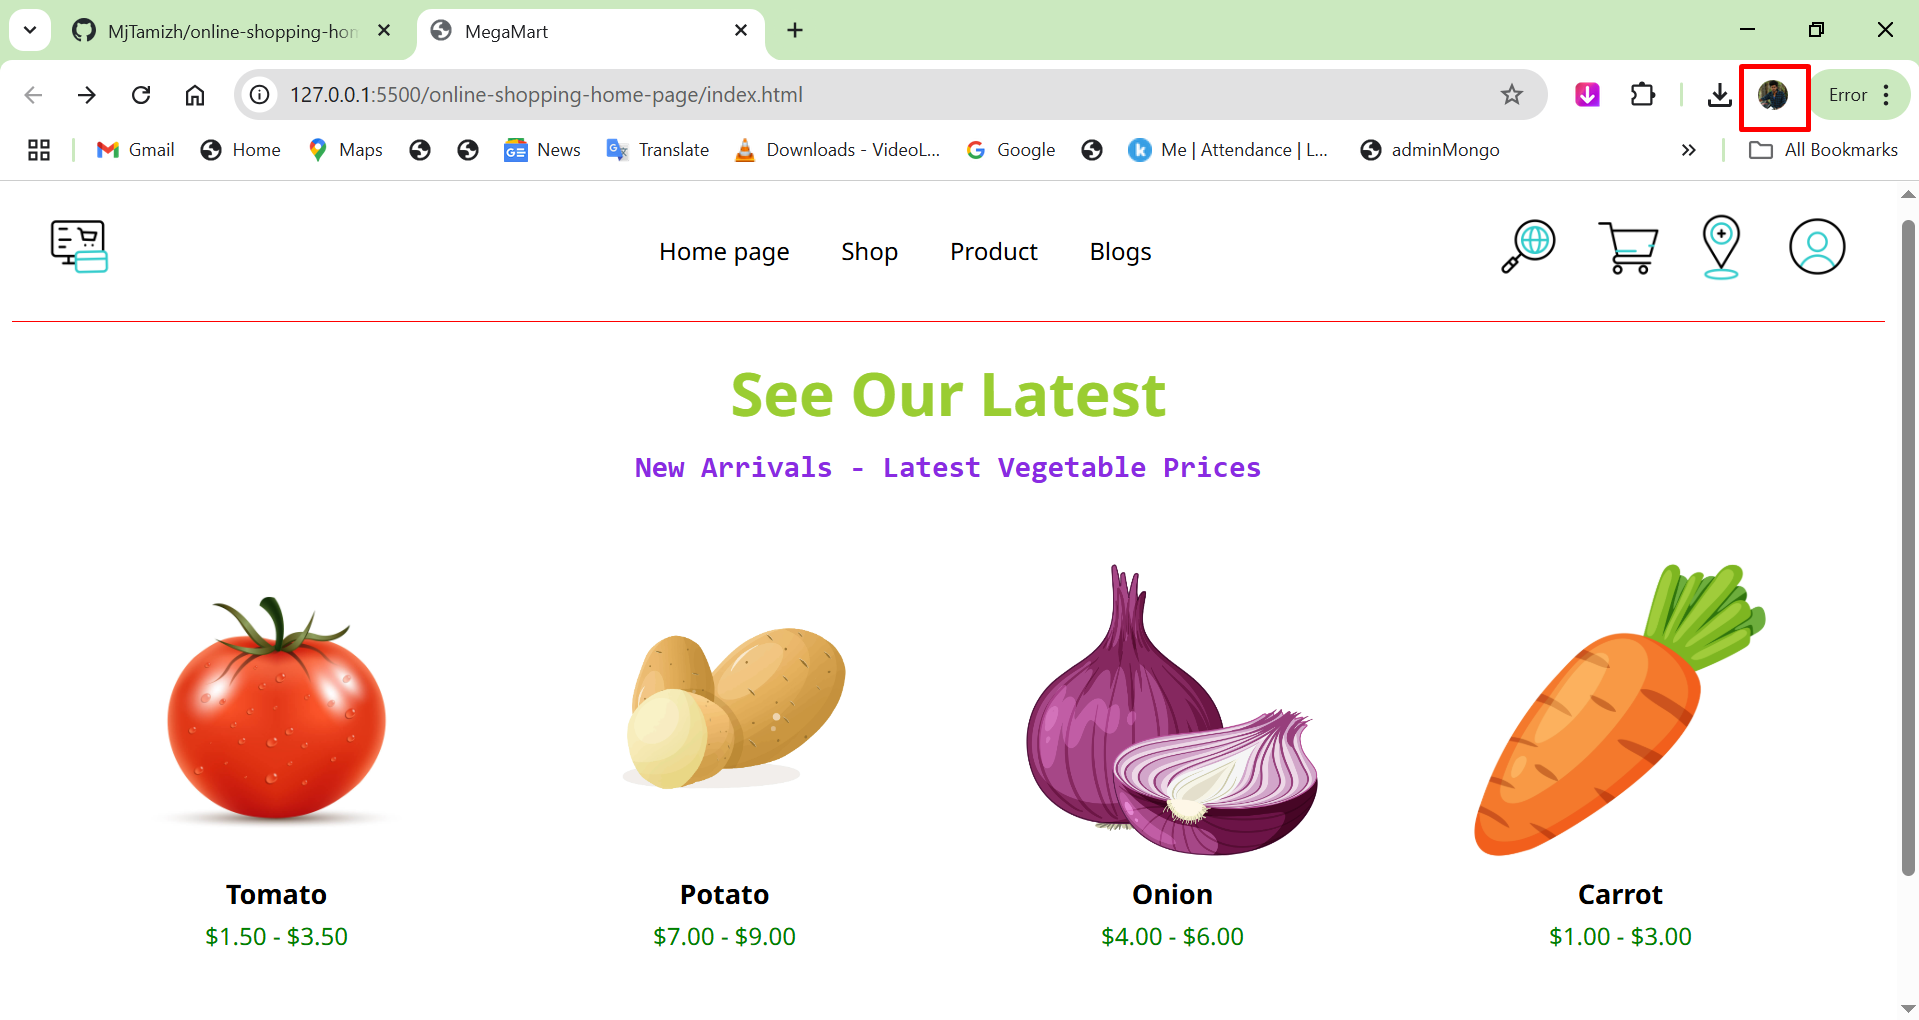 MjTamizh/online-shopping-hom
MegaMart
127.0.0.1:5500/online-shopping-home-page/index.html
Error
Gmail
Home
Maps
News
Translate
Downloads - VideoL...
Google
Me | Attendance | L...
adminMongo
All Bookmarks
Home page
Shop
Product
Blogs
See Our Latest
New Arrivals - Latest Vegetable Prices
Tomato
Potato
Onion
Carrot
$1.50 - $3.50
$7.00 - $9.00
$4.00 - $6.00
$1.00 - $3.00